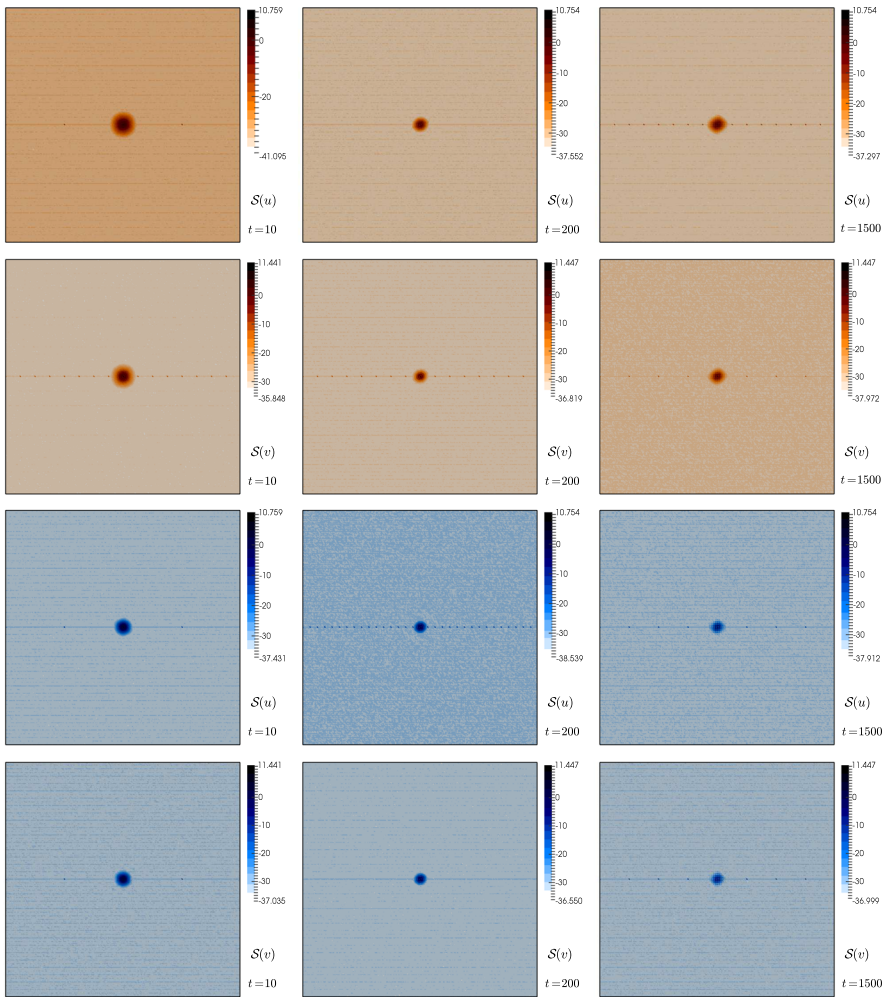 10.759
0
-20
-41.095
S(u)
t=10
10.754
0
-10
-20
-30
-37.552
S(u)
t=200
10.754
0
-10
-20
-30
-37.297
S(u)
t=1500
11.441
0
-10
-20
-30
-35.848
S(v)
t=10
11.447
0
-10
-20
-30
-36.819
S(v)
t=200
11.447
0
-10
-20
-30
-37.972
S(v)
t=1500
10.759
0
-10
-20
-30
-37.431
S(u)
t=10
10.754
0
-10
-20
-30
-38.539
S(u)
t=200
10.754
0
-10
-20
-30
-37.912
S(u)
t=1500
11.441
0
-10
-20
-30
-37.035
S(v)
t=10
11.447
0
-10
-20
-30
-36.550
S(v)
t=200
11.447
0
-10
-20
-30
-36.999
S(v)
t=1500